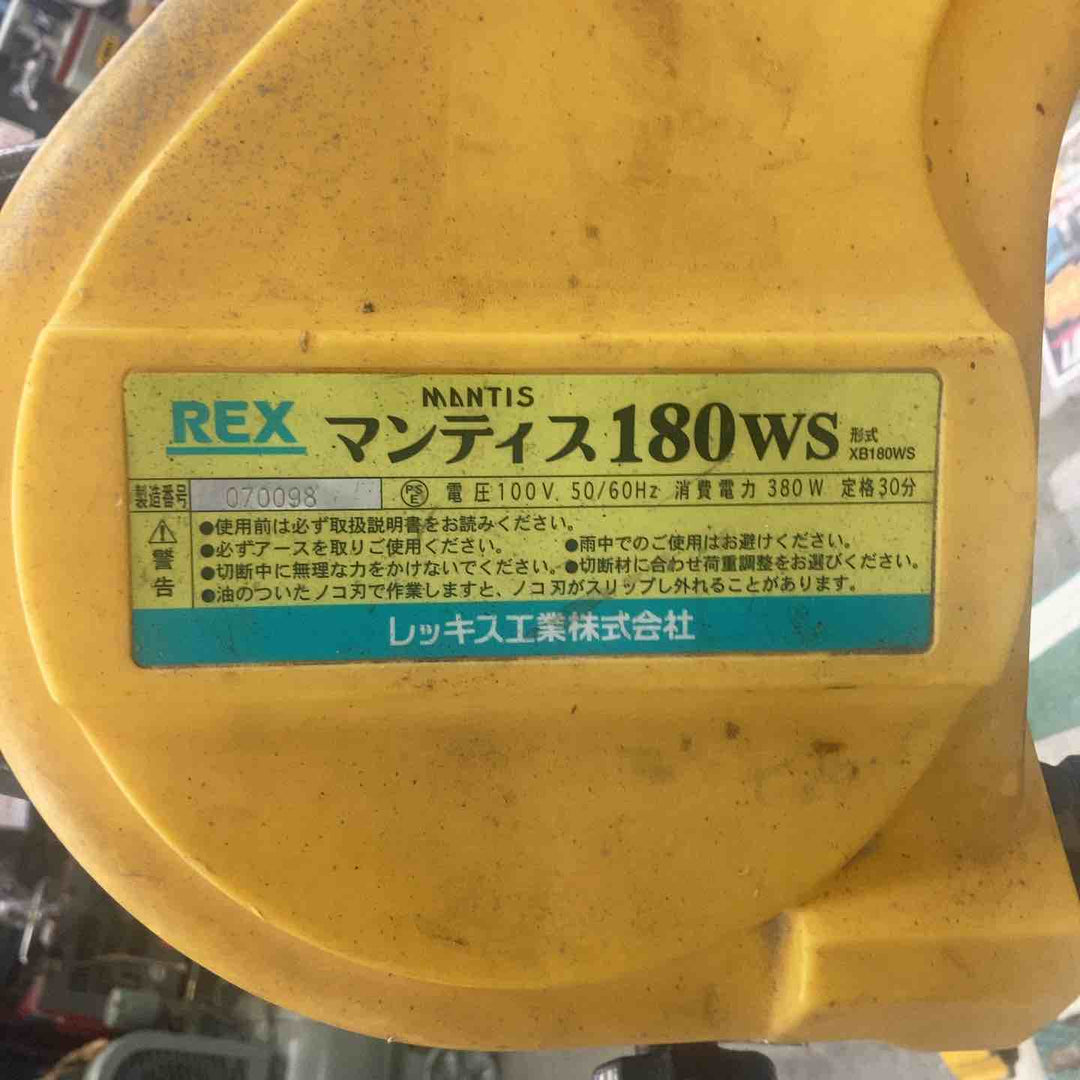 REX
MANTIS
マンティス180WS
形式
XB180WS
製造番号 070098 PSE 電圧100V. 50/60Hz 消費電力 380W 定格30分
警告
●使用前は必ず取扱説明書をお読みください。
●必ずアースを取りご使用ください。 ●雨中でのご使用はお避けください。
●切断中に無理な力をかけないでください。●切断材に合わせ荷重調整をお選びください。
●油のついたノコ刃で作業しますと、ノコ刃がスリップし外れることがあります。
レッキス工業株式会社